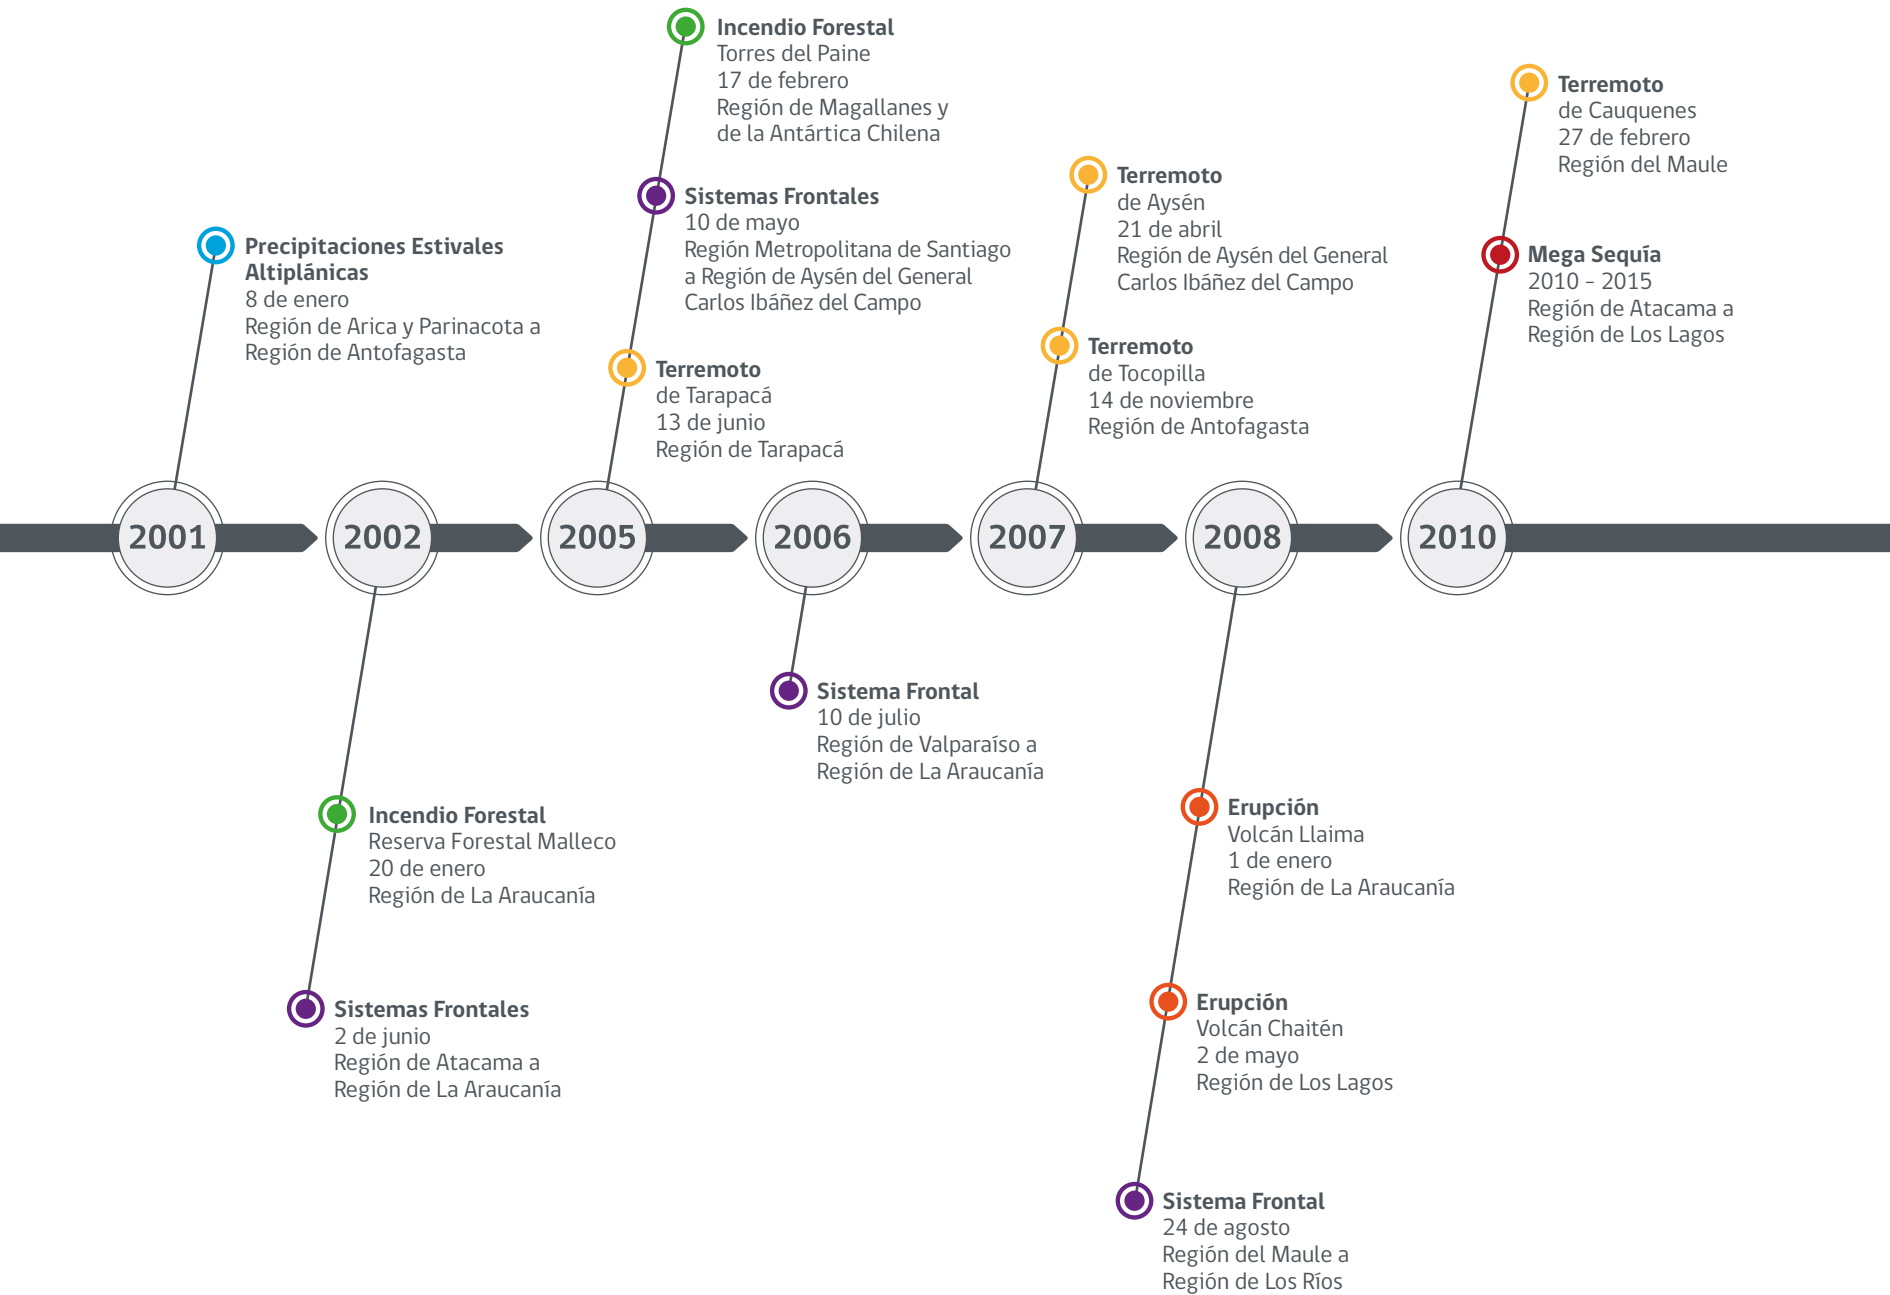 2001
Precipitaciones Estivales
Altiplánicas
8 de enero
Región de Arica y Parinacota a
Región de Antofagasta
2002
Incendio Forestal
Reserva Forestal Malleco
20 de enero
Región de La Araucanía
Sistemas Frontales
2 de junio
Región de Atacama a
Región de La Araucanía
2005
Incendio Forestal
Torres del Paine
17 de febrero
Región de Magallanes y
de la Antártica Chilena
Sistemas Frontales
10 de mayo
Región Metropolitana de Santiago
a Región de Aysén del General
Carlos Ibáñez del Campo
Terremoto
de Tarapacá
13 de junio
Región de Tarapacá
2006
Sistema Frontal
10 de julio
Región de Valparaíso a
Región de La Araucanía
2007
Terremoto
de Aysén
21 de abril
Región de Aysén del General
Carlos Ibáñez del Campo
Terremoto
de Tocopilla
14 de noviembre
Región de Antofagasta
2008
Erupción
Volcán Llaima
1 de enero
Región de La Araucanía
Erupción
Volcán Chaitén
2 de mayo
Región de Los Lagos
Sistema Frontal
24 de agosto
Región del Maule a
Región de Los Ríos
2010
Terremoto
de Cauquenes
27 de febrero
Región del Maule
Mega Sequía
2010 - 2015
Región de Atacama a
Región de Los Lagos